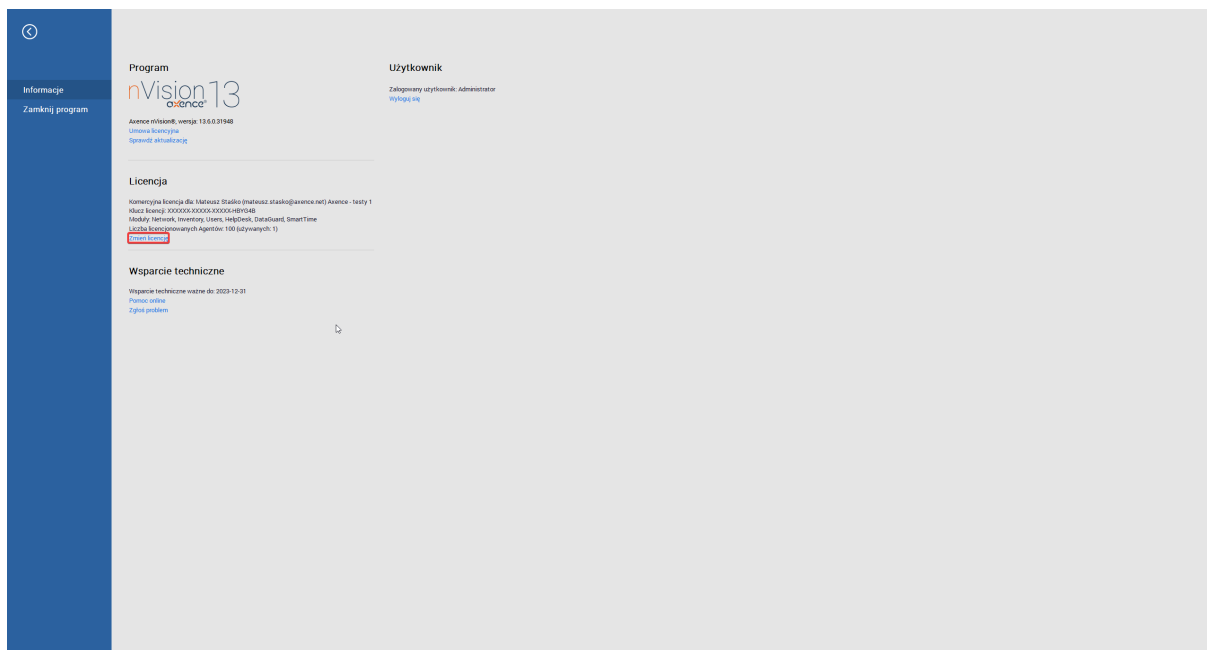 Informacje
Zamknij program
Program
nVision 13
axence®
Axence nVision®, wersja: 13.6.0.31948
Umowa licencyjna
Sprawdź aktualizację
Licencja
Komercyjna licencja dla: Mateusz Staśko (mateusz.stasko@axence.net) Axence - testy 1
Klucz licencji: XXXXXX-XXXXX-XXXXX-HBYG4B
Moduły: Network, Inventory, Users, HelpDesk, DataGuard, SmartTime
Liczba licencjonowanych Agentów: 100 (używanych: 1)
Zmień licencję
Wsparcie techniczne
Wsparcie techniczne ważne do: 2023-12-31
Pomoc online
Zgłoś problem
Użytkownik
Zalogowany użytkownik: Administrator
Wyloguj się